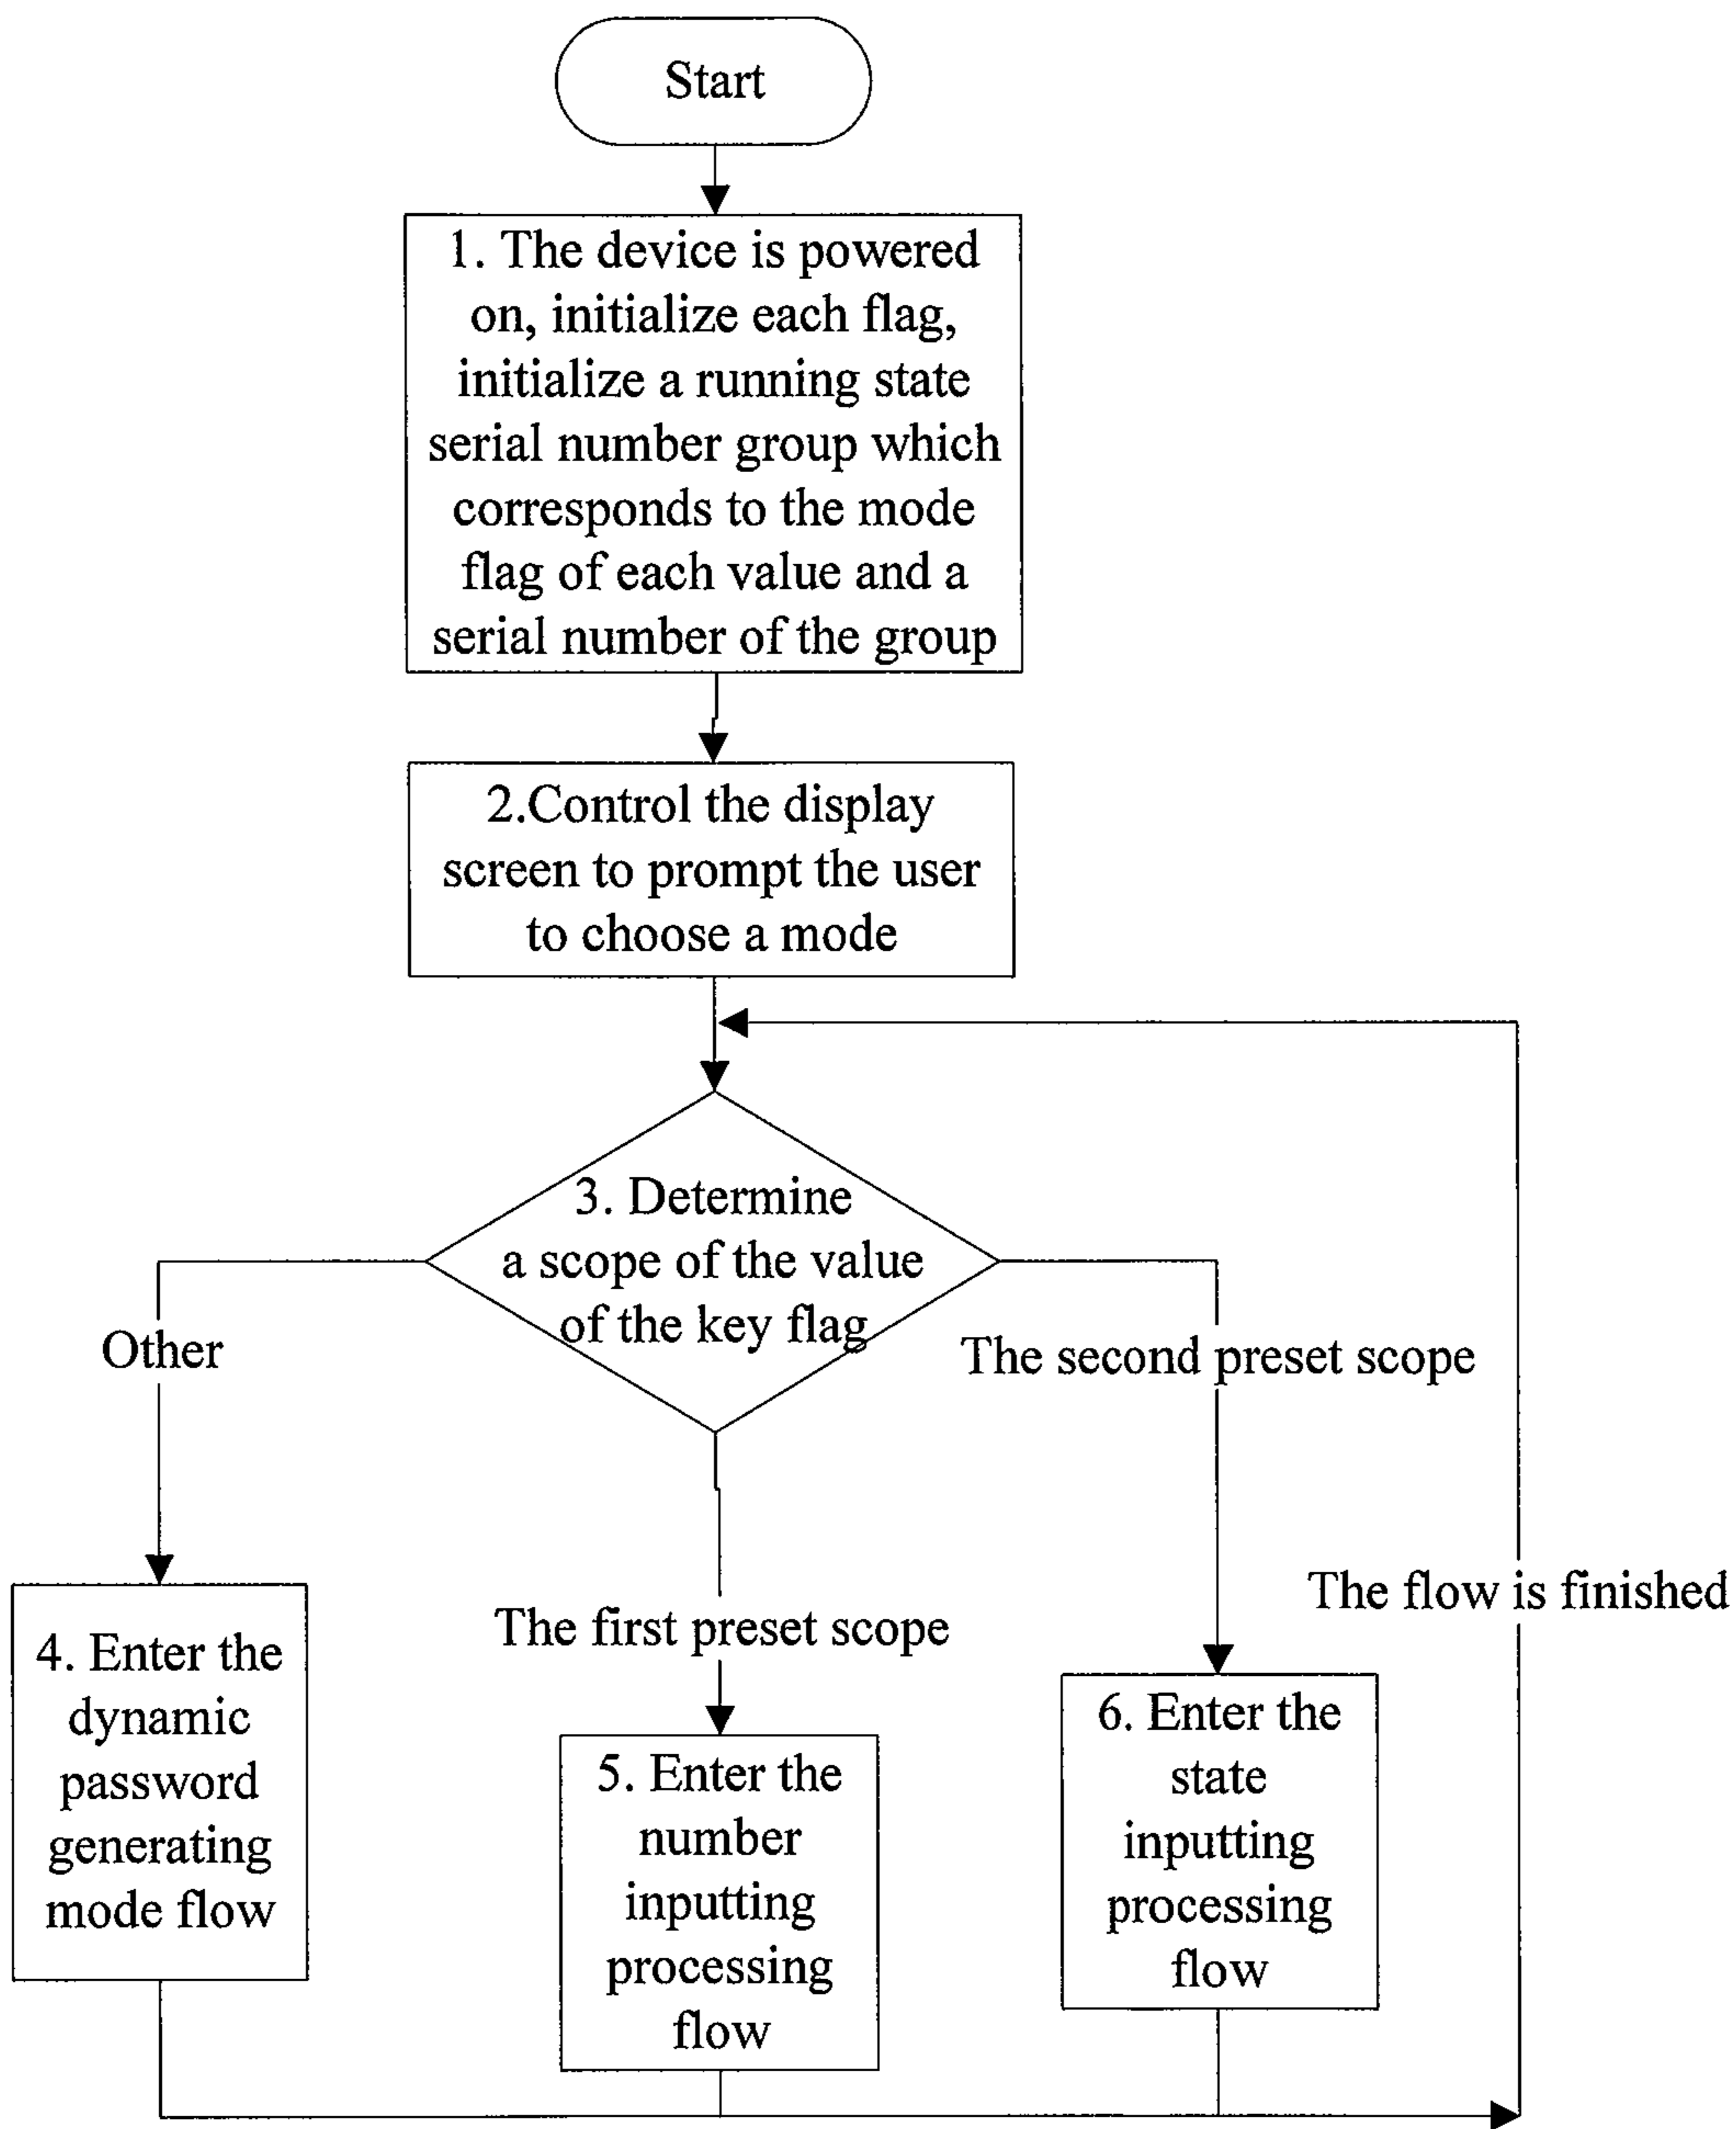 Start
1. The device is powered
on, initialize each flag,
initialize a running state
serial number group which
corresponds to the mode
flag of each value and a
serial number of the group
2.Control the display
screen to prompt the user
to choose a mode
3. Determine
a scope of the value
of the key flag
Other
The second preset scope
The first preset scope
The flow is finished
4. Enter the
dynamic
password
generating
mode flow
5. Enter the
number
inputting
processing
flow
6. Enter the
state
inputting
processing
flow